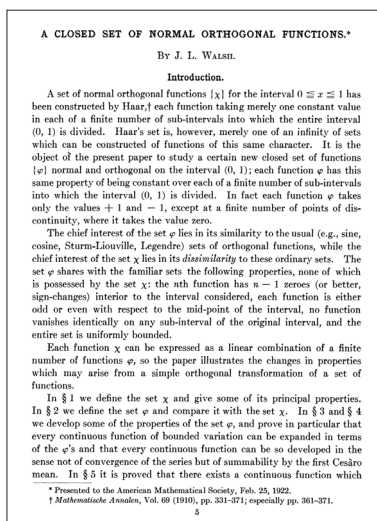 A CLOSED SET OF NORMAL ORTHOGONAL FUNCTIONS.*
By J. L. Walsh.
Introduction.
A set of normal orthogonal functions {χ} for the interval 0 ≦ x ≦ 1 has
been constructed by Haar,† each function taking merely one constant value
in each of a finite number of sub-intervals into which the entire interval
(0, 1) is divided. Haar's set is, however, merely one of an infinity of sets
which can be constructed of functions of this same character. It is the
object of the present paper to study a certain new closed set of functions
{φ} normal and orthogonal on the interval (0, 1); each function φ has this
same property of being constant over each of a finite number of sub-intervals
into which the interval (0, 1) is divided. In fact each function φ takes
only the values + 1 and − 1, except at a finite number of points of dis-
continuity, where it takes the value zero.
The chief interest of the set φ lies in its similarity to the usual (e.g., sine,
cosine, Sturm-Liouville, Legendre) sets of orthogonal functions, while the
chief interest of the set χ lies in its dissimilarity to these ordinary sets. The
set φ shares with the familiar sets the following properties, none of which
is possessed by the set χ: the nth function has n − 1 zeroes (or better,
sign-changes) interior to the interval considered, each function is either
odd or even with respect to the mid-point of the interval, no function
vanishes identically on any sub-interval of the original interval, and the
entire set is uniformly bounded.
Each function χ can be expressed as a linear combination of a finite
number of functions φ, so the paper illustrates the changes in properties
which may arise from a simple orthogonal transformation of a set of
functions.
In § 1 we define the set χ and give some of its principal properties.
In § 2 we define the set φ and compare it with the set χ. In § 3 and § 4
we develop some of the properties of the set φ, and prove in particular that
every continuous function of bounded variation can be expanded in terms
of the φ's and that every continuous function can be so developed in the
sense not of convergence of the series but of summability by the first Cesàro
mean. In § 5 it is proved that there exists a continuous function which
* Presented to the American Mathematical Society, Feb. 25, 1922.
† Mathematische Annalen, Vol. 69 (1910), pp. 331–371; especially pp. 361–371.
5